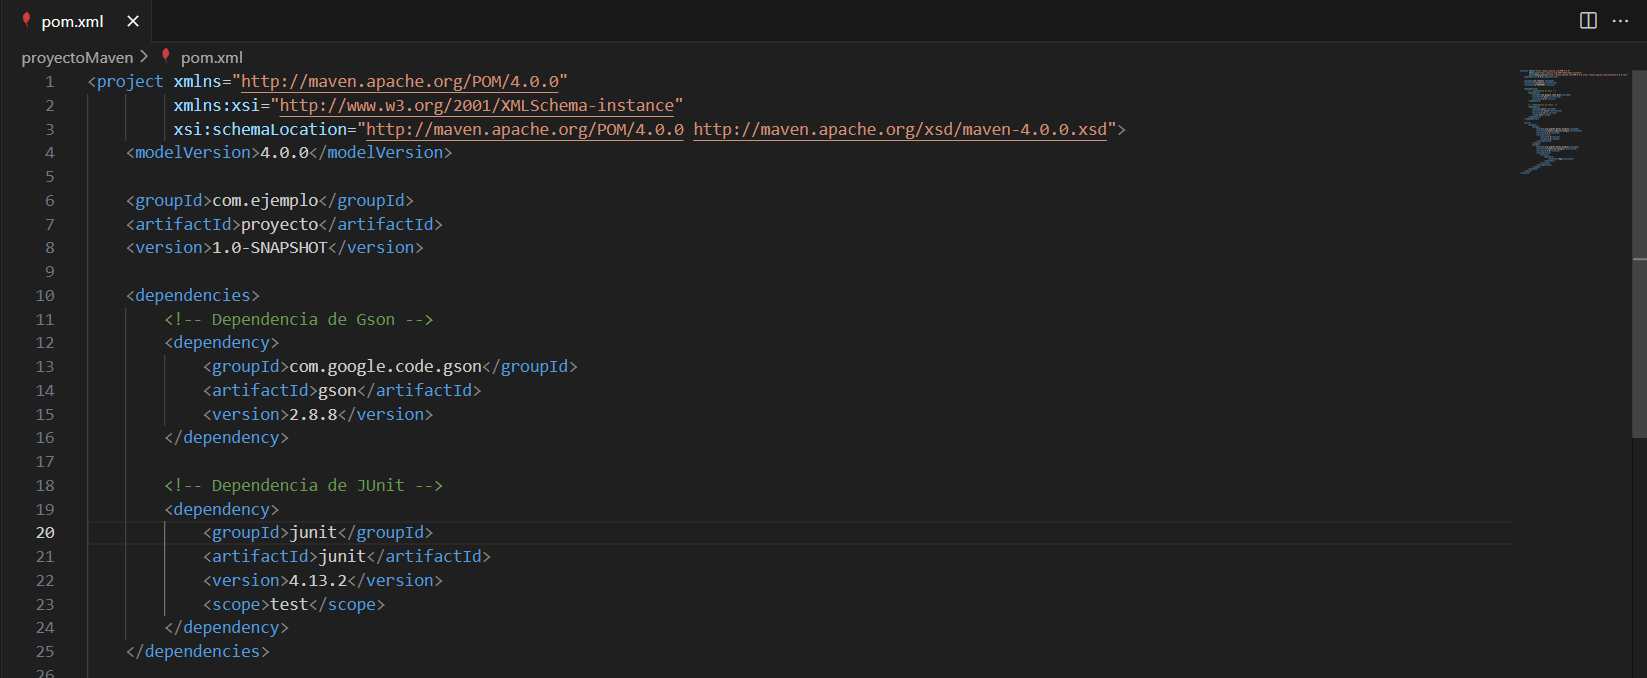 pom.xml
proyectoMaven > pom.xml
1 <project xmlns="http://maven.apache.org/POM/4.0.0"
2 xmlns:xsi="http://www.w3.org/2001/XMLSchema-instance"
3 xsi:schemaLocation="http://maven.apache.org/POM/4.0.0 http://maven.apache.org/xsd/maven-4.0.0.xsd">
4 <modelVersion>4.0.0</modelVersion>
5
6 <groupId>com.ejemplo</groupId>
7 <artifactId>proyecto</artifactId>
8 <version>1.0-SNAPSHOT</version>
9
10 <dependencies>
11 <!-- Dependencia de Gson -->
12 <dependency>
13 <groupId>com.google.code.gson</groupId>
14 <artifactId>gson</artifactId>
15 <version>2.8.8</version>
16 </dependency>
17
18 <!-- Dependencia de JUnit -->
19 <dependency>
20 <groupId>junit</groupId>
21 <artifactId>junit</artifactId>
22 <version>4.13.2</version>
23 <scope>test</scope>
24 </dependency>
25 </dependencies>
26